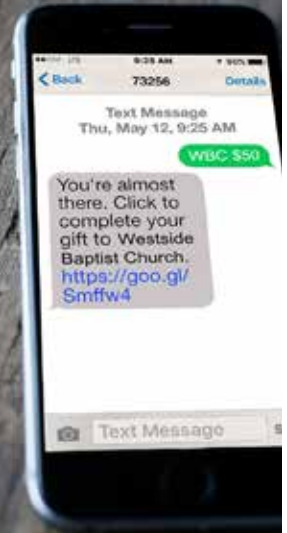 9:25 AM
Back 73256 Details
Text Message
Thu, May 12, 9:25 AM
WBC $50
You're almost
there. Click to
complete your
gift to Westside
Baptist Church.
https://goo.gl/
Smffw4
Text Message S